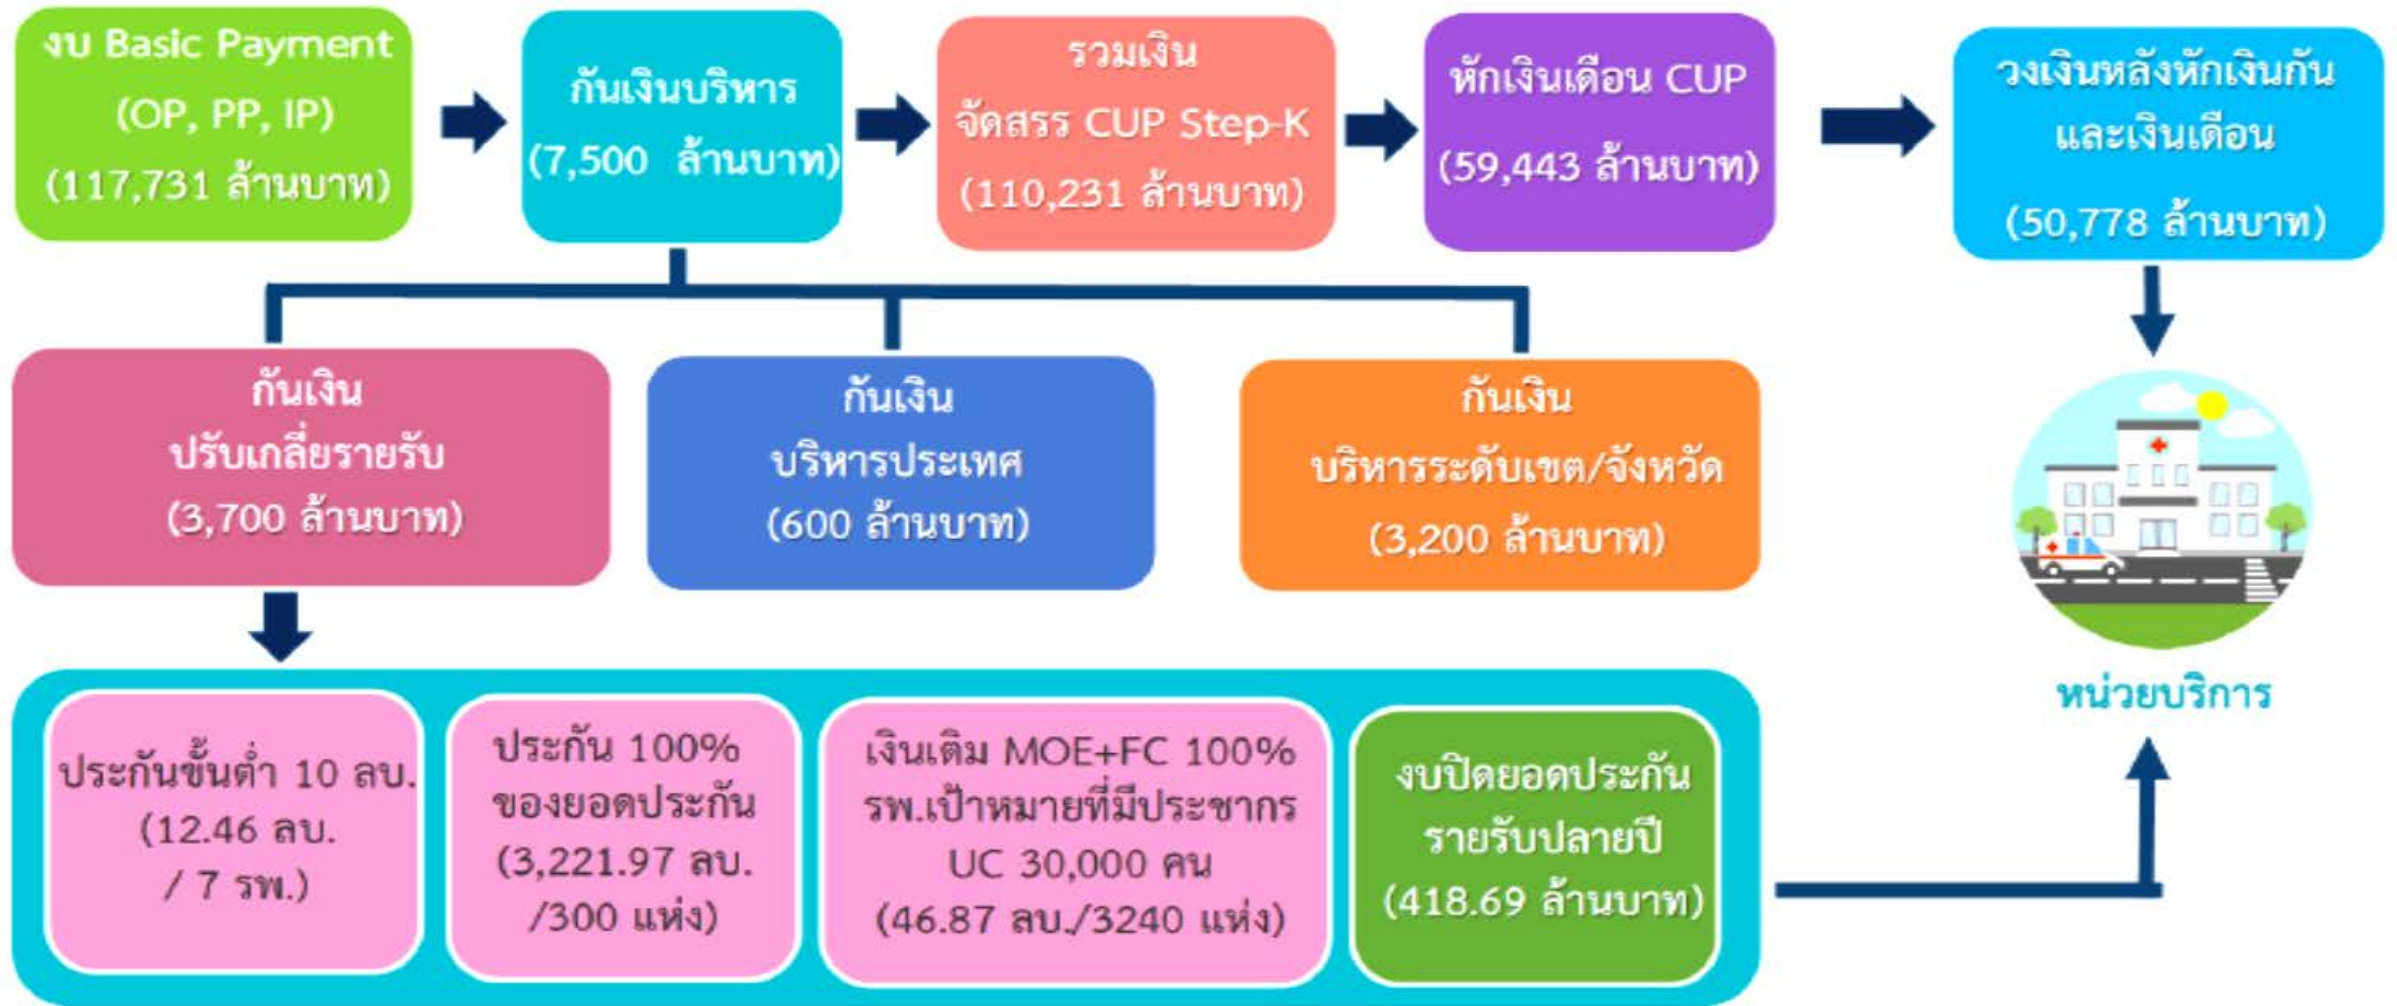 งบ Basic Payment
(OP, PP, IP)
(117,731 ล้านบาท)
กันเงินบริหาร
(7,500 ล้านบาท)
รวมเงิน
จัดสรร CUP Step-K
(110,231 ล้านบาท)
หักเงินเดือน CUP
(59,443 ล้านบาท)
วงเงินหลังหักเงินกัน
และเงินเดือน
(50,778 ล้านบาท)
กันเงิน
ปรับเกลี่ยรายรับ
(3,700 ล้านบาท)
กันเงิน
บริหารประเทศ
(600 ล้านบาท)
กันเงิน
บริหารระดับเขต/จังหวัด
(3,200 ล้านบาท)
หน่วยบริการ
ประกันขั้นต่ำ 10 ลบ.
(12.46 ลบ.
/ 7 รพ.)
ประกัน 100%
ของยอดประกัน
(3,221.97 ลบ.
/300 แห่ง)
เงินเติม MOE+FC 100%
รพ.เป้าหมายที่มีประชากร
UC 30,000 คน
(46.87 ลบ./3240 แห่ง)
งบปิดยอดประกัน
รายรับปลายปี
(418.69 ล้านบาท)